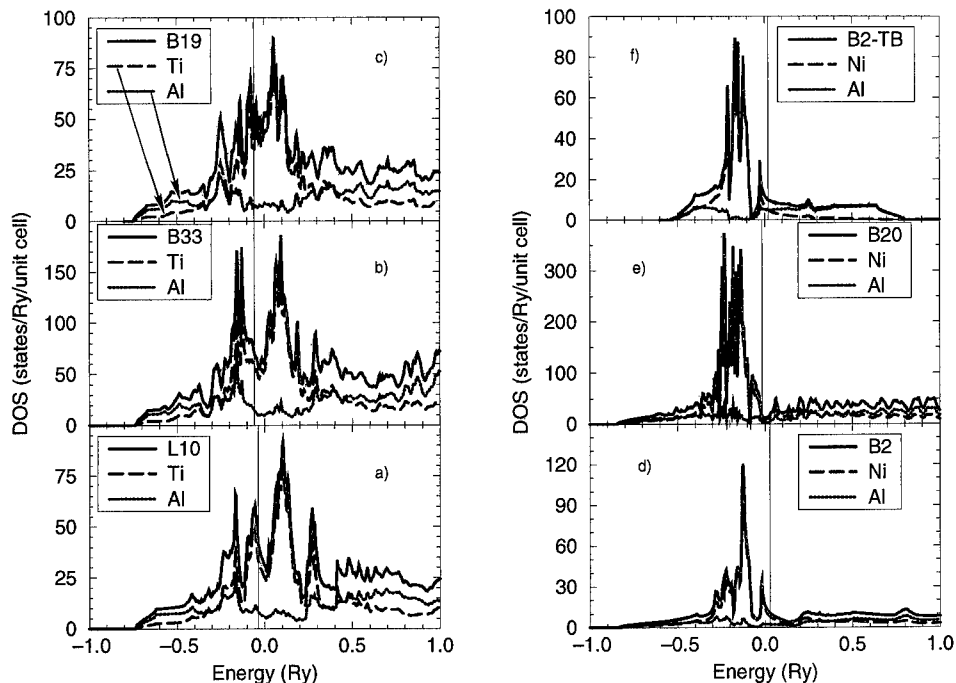 DOS (states/Ry/unit cell)
B19
Ti
Al
c)
75
50
25
0
B33
Ti
Al
b)
150
100
50
0
L10
Ti
Al
a)
75
50
25
0
−1.0 −0.5 0.0 0.5 1.0
Energy (Ry)
DOS (states/Ry/unit cell)
f)
B2-TB
Ni
Al
100
80
60
40
20
0
e)
B20
Ni
Al
300
200
100
0
d)
B2
Ni
Al
120
90
60
30
0
−1.0 −0.5 0.0 0.5 1.0
Energy (Ry)